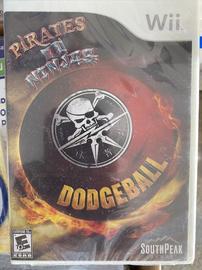 Wii
PIRATES
VS
NINJAS
DODGEBALL
E
SOUTHPEAK